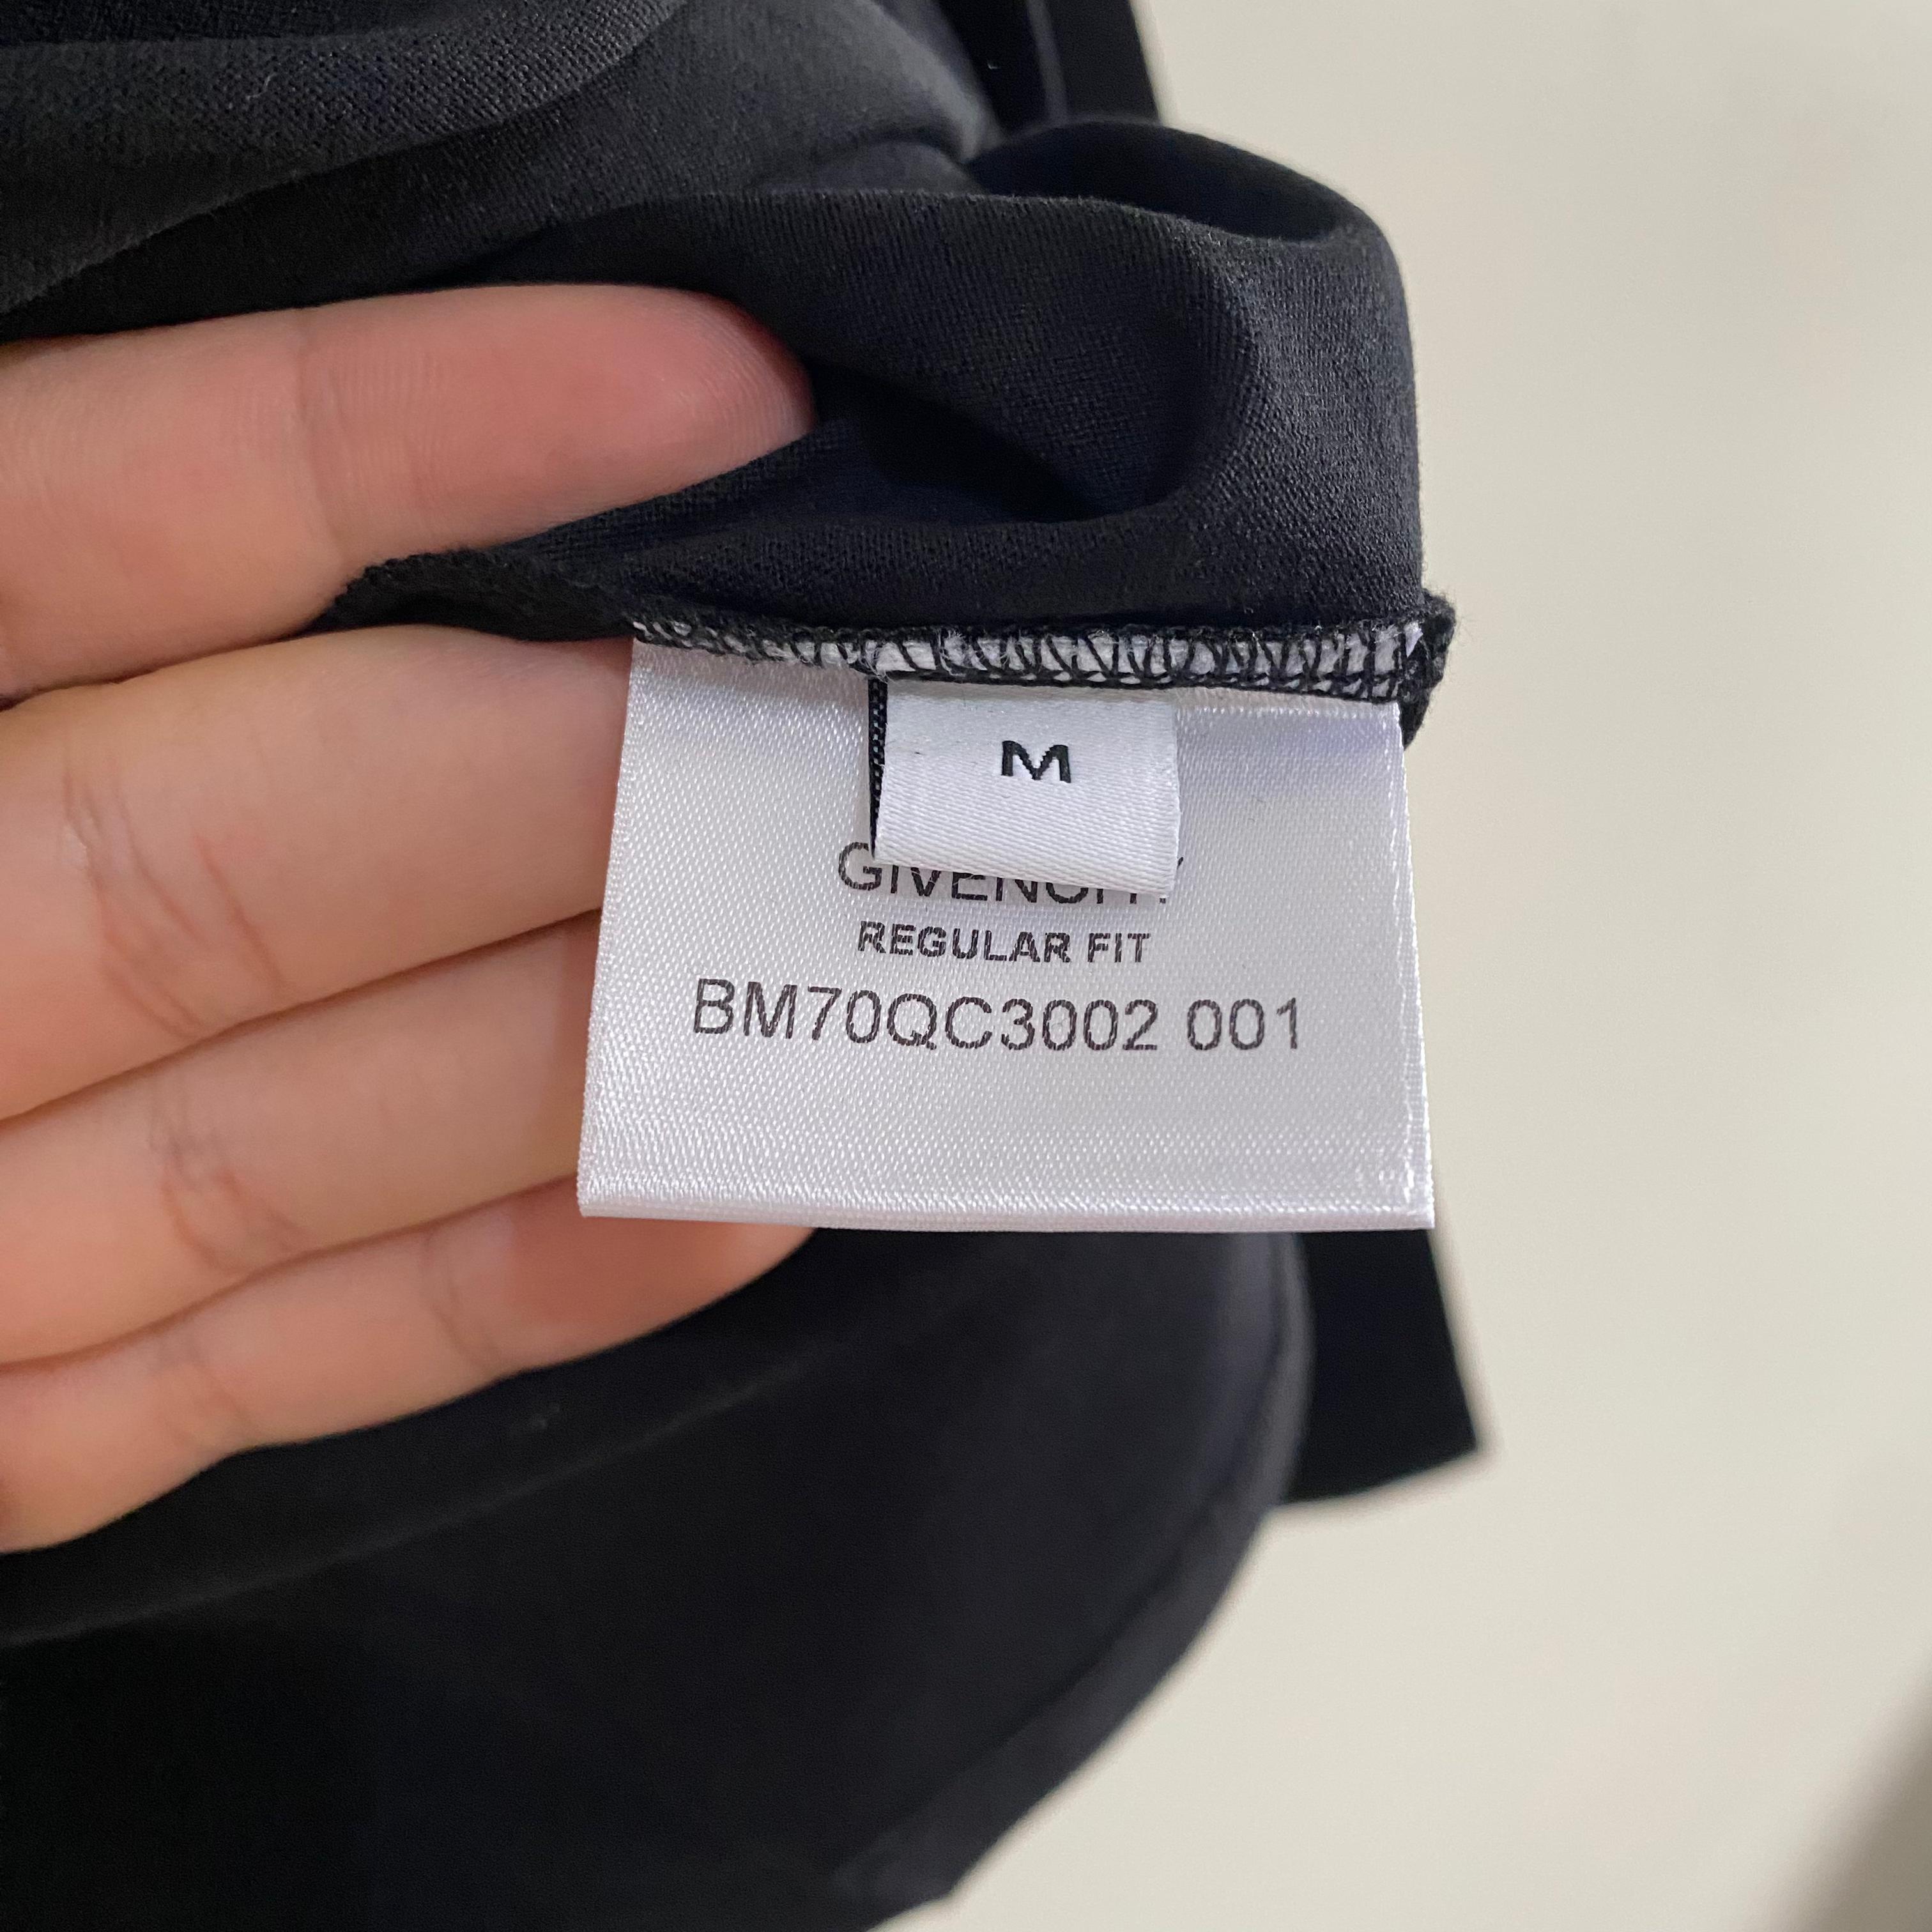 M
GIVENCHY
REGULAR FIT
BM70QC3002 001